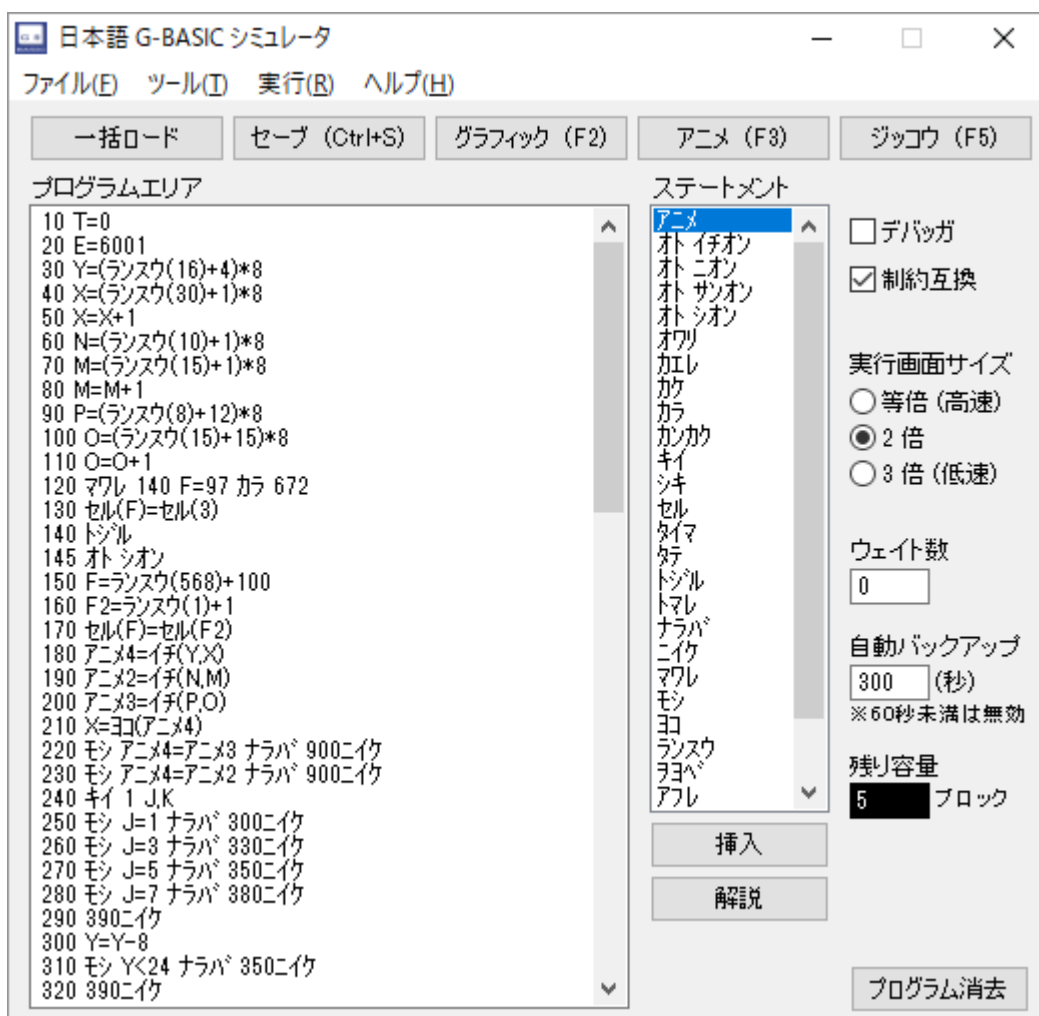 日本語 G-BASIC シミュレータ
ファイル(F) ツール(T) 実行(R) ヘルプ(H)
一括ロード セーブ (Ctrl+S) グラフィック (F2) アニメ (F3) ジッコウ (F5)
プログラムエリア
10 T=0
20 E=6001
30 Y=(ランスウ(16)+4)*8
40 X=(ランスウ(30)+1)*8
50 X=X+1
60 N=(ランスウ(10)+1)*8
70 M=(ランスウ(15)+1)*8
80 M=M+1
90 P=(ランスウ(8)+12)*8
100 O=(ランスウ(15)+15)*8
110 O=O+1
120 マワレ 140 F=97 カラ 672
130 セル(F)=セル(3)
140 トジル
145 オト シオン
150 F=ランスウ(568)+100
160 F2=ランスウ(1)+1
170 セル(F)=セル(F2)
180 アニメ4=イチ(Y,X)
190 アニメ2=イチ(N,M)
200 アニメ3=イチ(P,O)
210 X=ヨコ(アニメ4)
220 モシ アニメ4=アニメ3 ナラバ 900ニイケ
230 モシ アニメ4=アニメ2 ナラバ 900ニイケ
240 キイ 1 J,K
250 モシ J=1 ナラバ 300ニイケ
260 モシ J=3 ナラバ 330ニイケ
270 モシ J=5 ナラバ 350ニイケ
280 モシ J=7 ナラバ 380ニイケ
290 390ニイケ
300 Y=Y-8
310 モシ Y<24 ナラバ 350ニイケ
320 390ニイケ
ステートメント
アニメ
オト イチオン
オト ニオン
オト サンオン
オト シオン
オワリ
カエレ
カケ
カラ
カンカク
キイ
シキ
セル
タイマ
タテ
トジル
トマレ
ナラバ
ニイケ
マワレ
モシ
ヨコ
ランスウ
ヲヨベ
アフレ
挿入
解説
デバッガ
制約互換
実行画面サイズ
等倍 (高速)
2 倍
3 倍 (低速)
ウェイト数
0
自動バックアップ
300 (秒)
※60秒未満は無効
残り容量
5 ブロック
プログラム消去